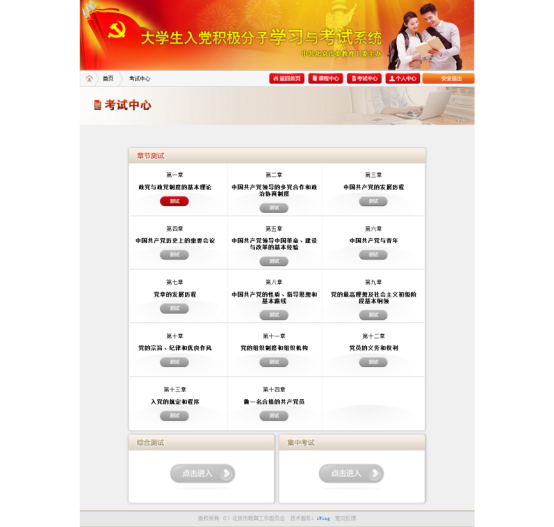 大学生入党积极分子学习与考试系统
中共北京市委教育工委主办
首页
考试中心
返回首页
课程中心
考试中心
个人中心
安全退出
考试中心
章节测试
第一章
政党与政党制度的基本理论
测试
第二章
中国共产党领导的多党合作和政
治协商制度
测试
第三章
中国共产党的发展历程
测试
第四章
中国共产党历史上的重要会议
测试
第五章
中国共产党领导中国革命、建设
与改革的基本经验
测试
第六章
中国共产党与青年
测试
第七章
党章的发展历程
测试
第八章
中国共产党的性质、指导思想和
基本路线
测试
第九章
党的最高理想及社会主义初级阶
段基本纲领
测试
第十章
党的宗旨、纪律和优良作风
测试
第十一章
党的组织制度和组织机构
测试
第十二章
党员的义务和权利
测试
第十三章
入党的规定和程序
测试
第十四章
做一名合格的共产党员
测试
综合测试
点击进入
集中考试
点击进入
技术服务：
意见反馈